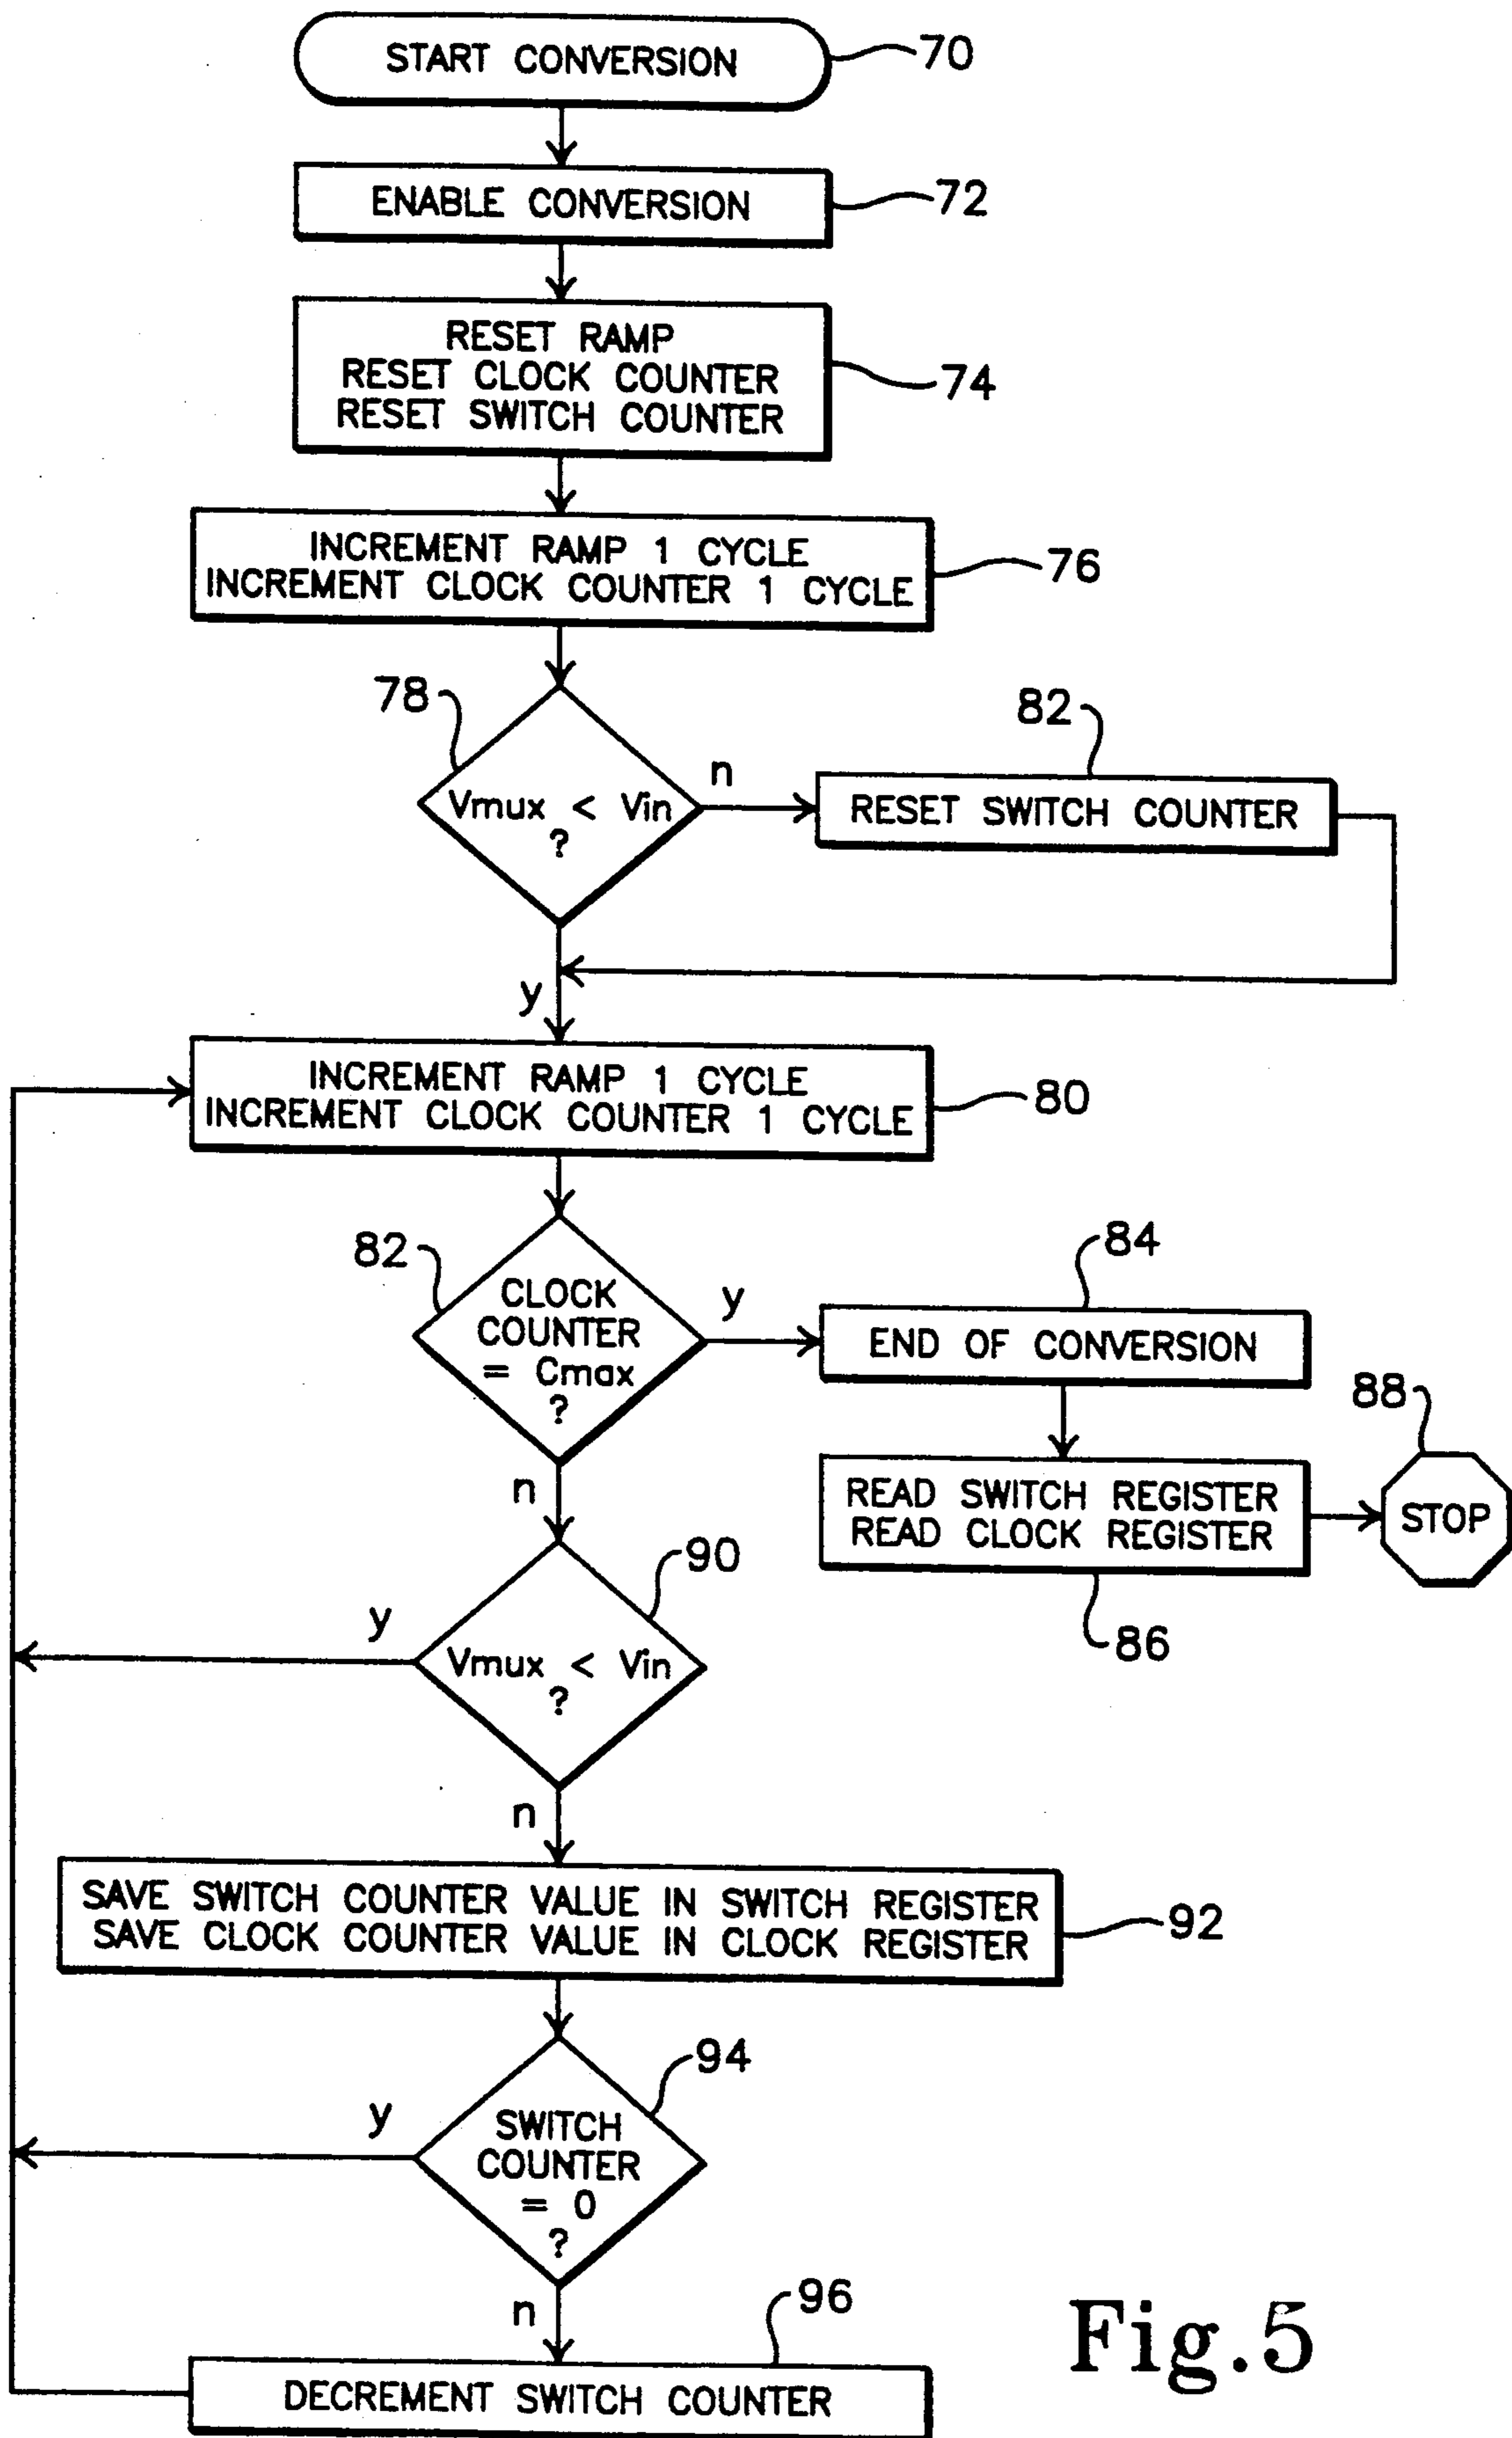 START CONVERSION
70
ENABLE CONVERSION
72
RESET RAMP
RESET CLOCK COUNTER
RESET SWITCH COUNTER
74
INCREMENT RAMP 1 CYCLE
INCREMENT CLOCK COUNTER 1 CYCLE
76
78
Vmux < Vin
?
n
82
RESET SWITCH COUNTER
y
INCREMENT RAMP 1 CYCLE
INCREMENT CLOCK COUNTER 1 CYCLE
80
82
CLOCK
COUNTER
= Cmax
?
y
84
END OF CONVERSION
88
READ SWITCH REGISTER
READ CLOCK REGISTER
STOP
86
n
90
Vmux < Vin
?
y
n
SAVE SWITCH COUNTER VALUE IN SWITCH REGISTER
SAVE CLOCK COUNTER VALUE IN CLOCK REGISTER
92
94
SWITCH
COUNTER
= 0
?
y
n
96
DECREMENT SWITCH COUNTER
Fig.5